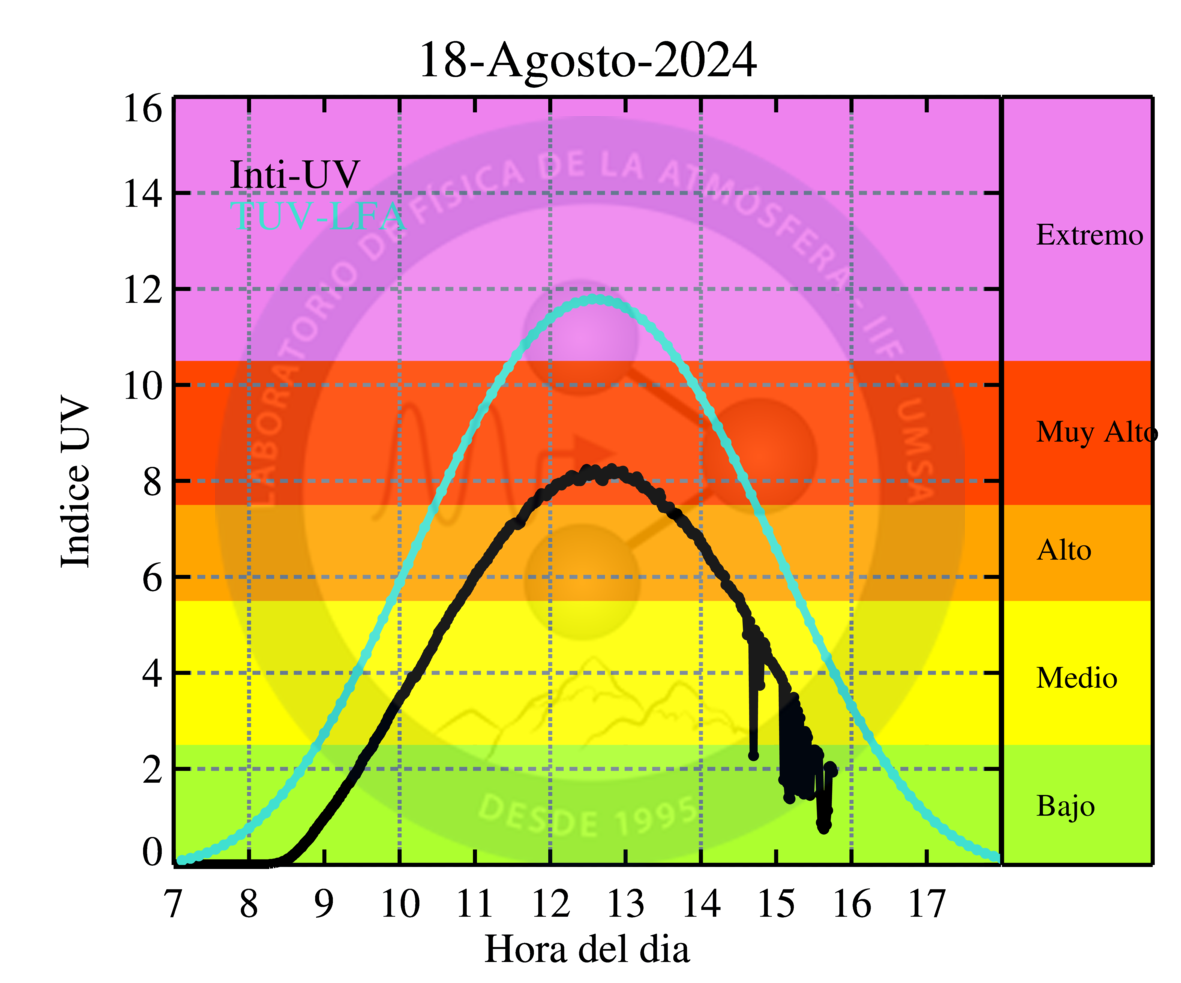 18-Agosto-2024
Indice UV
16
14
12
10
8
6
4
2
0
Inti-UV
TUV-LFA
LABORATORIO DE FÍSICA DE LA ATMÓSFERA - IIF - UMSA
DESDE 1995
Extremo
Muy Alto
Alto
Medio
Bajo
7 8 9 10 11 12 13 14 15 16 17
Hora del dia